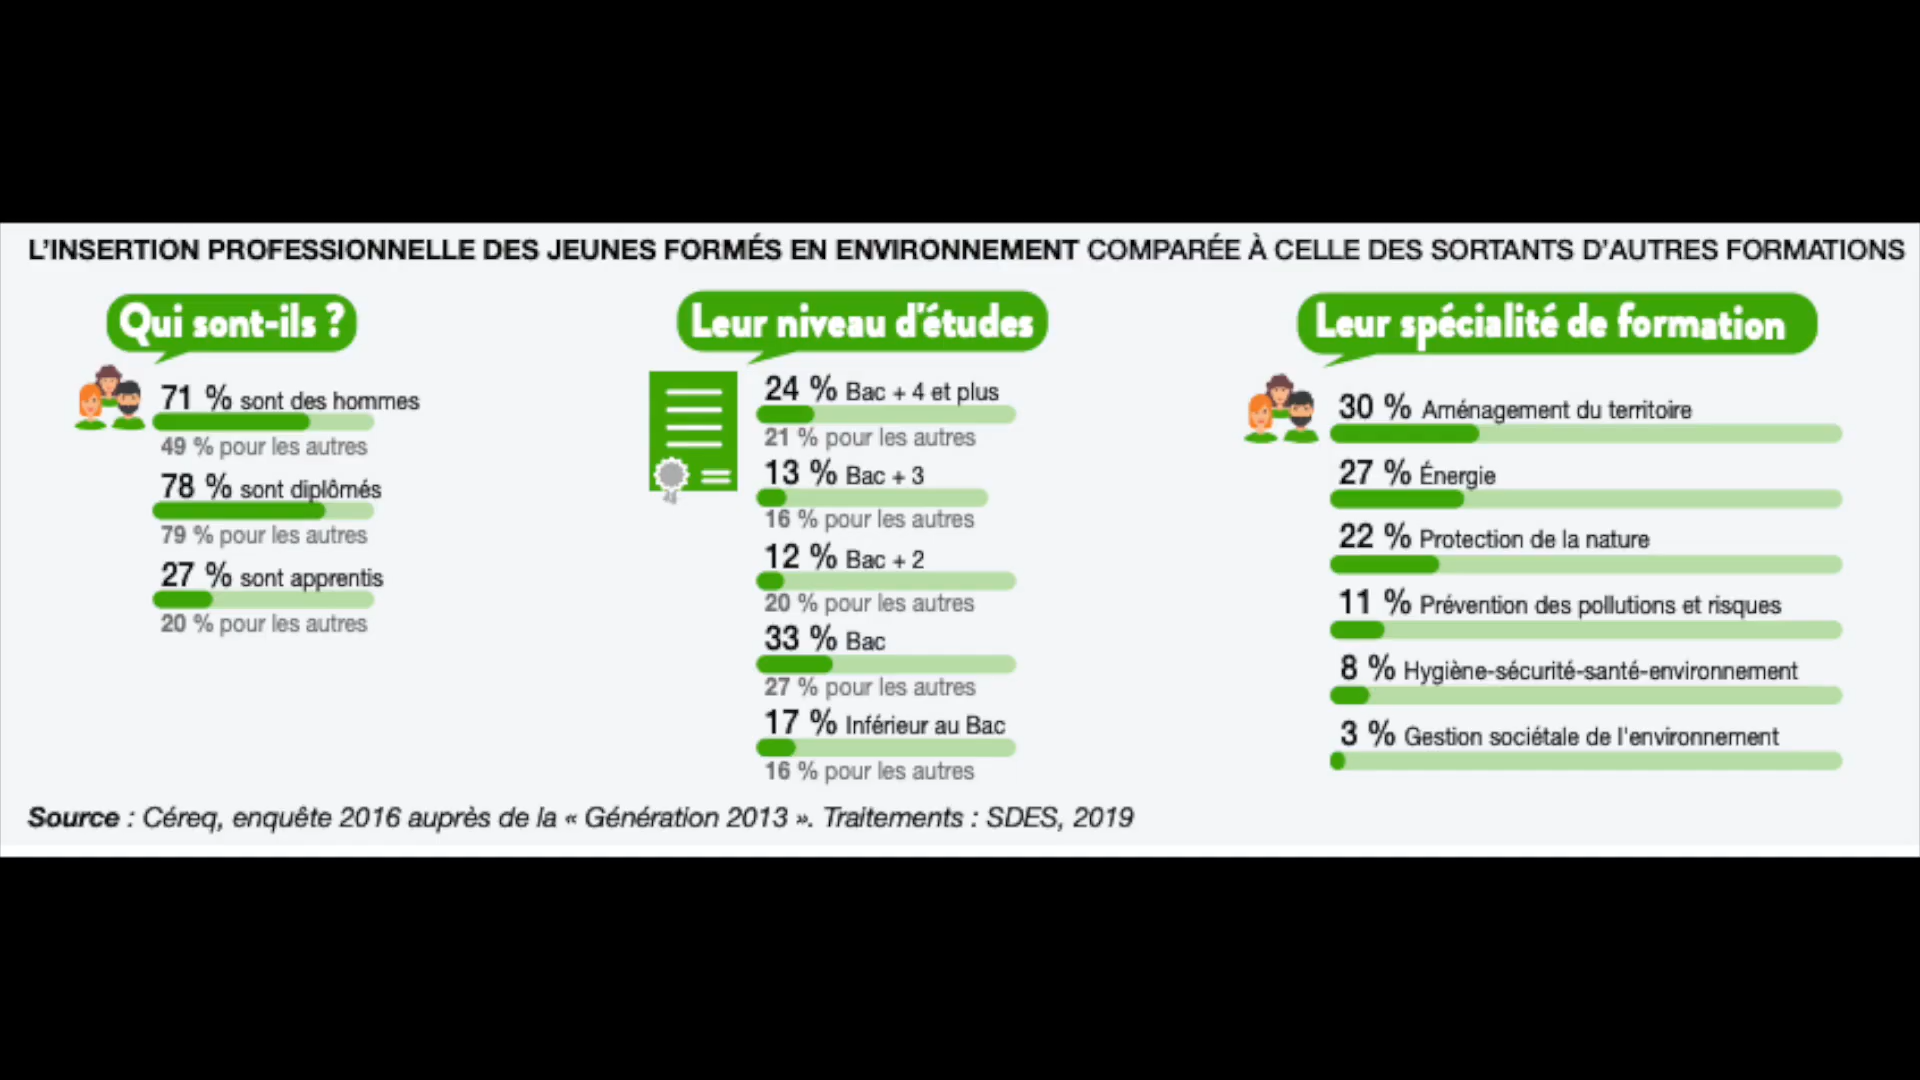 L'INSERTION PROFESSIONNELLE DES JEUNES FORMÉS EN ENVIRONNEMENT COMPARÉE À CELLE DES SORTANTS D'AUTRES FORMATIONS
Qui sont-ils ?
71 % sont des hommes
49 % pour les autres
78 % sont diplômés
79 % pour les autres
27 % sont apprentis
20 % pour les autres
Leur niveau d'études
24 % Bac + 4 et plus
21 % pour les autres
13 % Bac + 3
16 % pour les autres
12 % Bac + 2
20 % pour les autres
33 % Bac
27 % pour les autres
17 % Inférieur au Bac
16 % pour les autres
Leur spécialité de formation
30 % Aménagement du territoire
27 % Énergie
22 % Protection de la nature
11 % Prévention des pollutions et risques
8 % Hygiène-sécurité-santé-environnement
3 % Gestion sociétale de l'environnement
Source : Céreq, enquête 2016 auprès de la « Génération 2013 ». Traitements : SDES, 2019